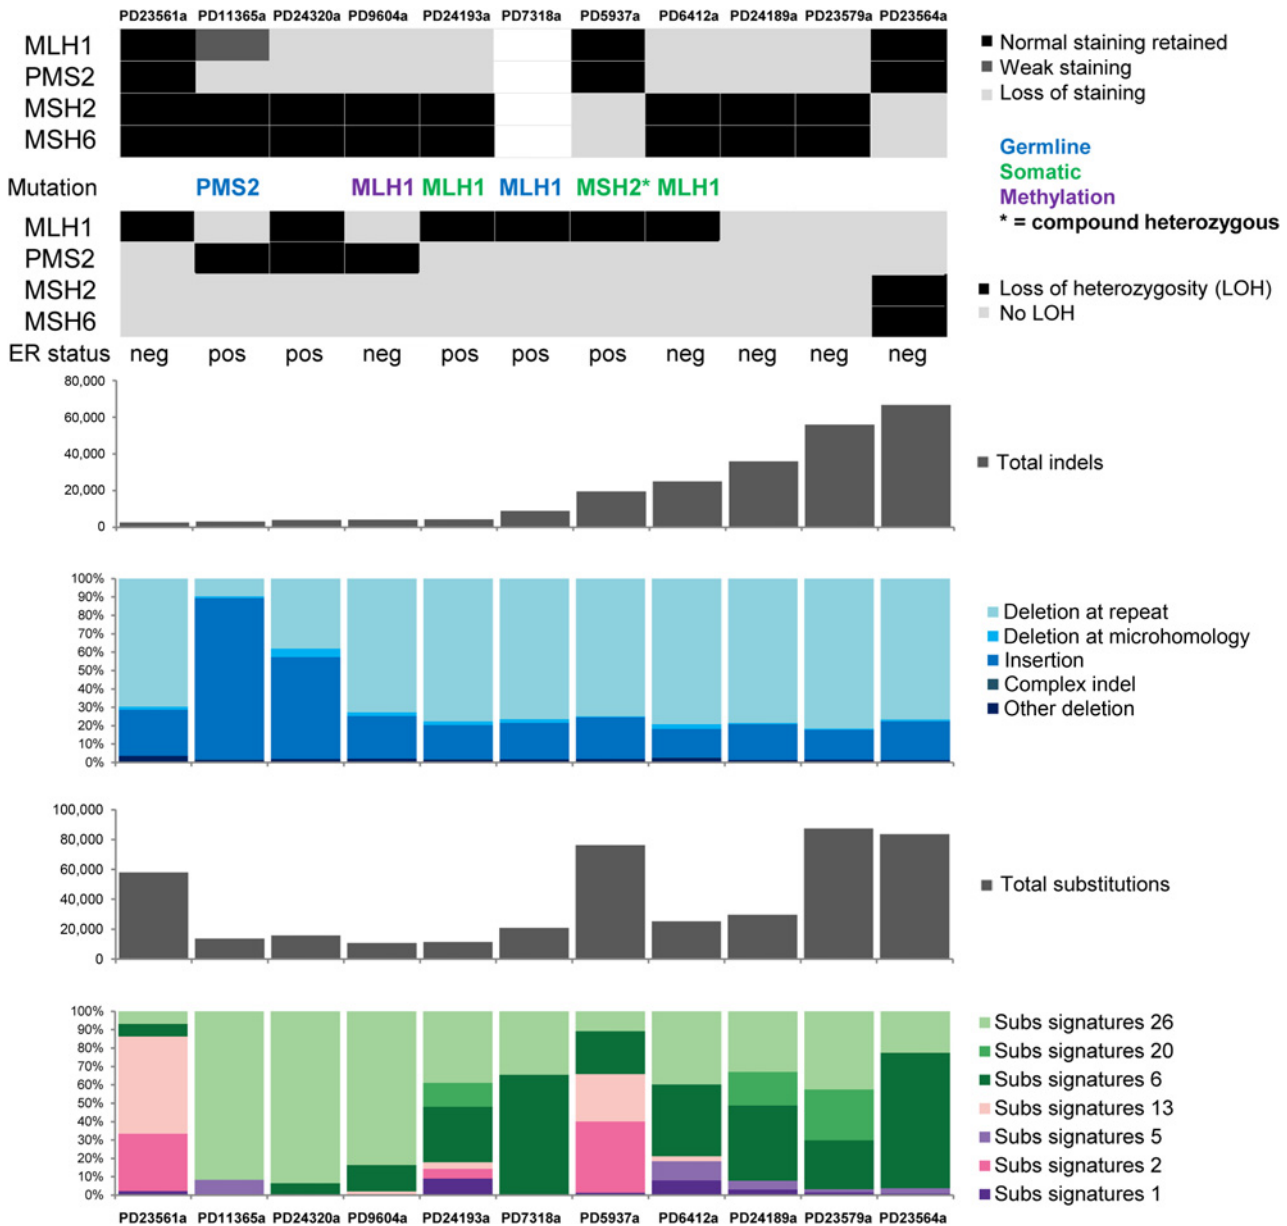 PD23561a PD11365a PD24320a PD9604a PD24193a PD7318a PD5937a PD6412a PD24189a PD23579a PD23564a
MLH1
PMS2
MSH2
MSH6
Normal staining retained
Weak staining
Loss of staining
Germline
Somatic
Methylation
* = compound heterozygous
Mutation PMS2 MLH1 MLH1 MLH1 MSH2* MLH1
MLH1
PMS2
MSH2
MSH6
Loss of heterozygosity (LOH)
No LOH
ER status neg pos pos neg pos pos pos neg neg neg neg
80,000
60,000
40,000
20,000
0
Total indels
100%
90%
80%
70%
60%
50%
40%
30%
20%
10%
0%
Deletion at repeat
Deletion at microhomology
Insertion
Complex indel
Other deletion
100,000
80,000
60,000
40,000
20,000
0
Total substitutions
100%
90%
80%
70%
60%
50%
40%
30%
20%
10%
0%
Subs signatures 26
Subs signatures 20
Subs signatures 6
Subs signatures 13
Subs signatures 5
Subs signatures 2
Subs signatures 1
PD23561a PD11365a PD24320a PD9604a PD24193a PD7318a PD5937a PD6412a PD24189a PD23579a PD23564a